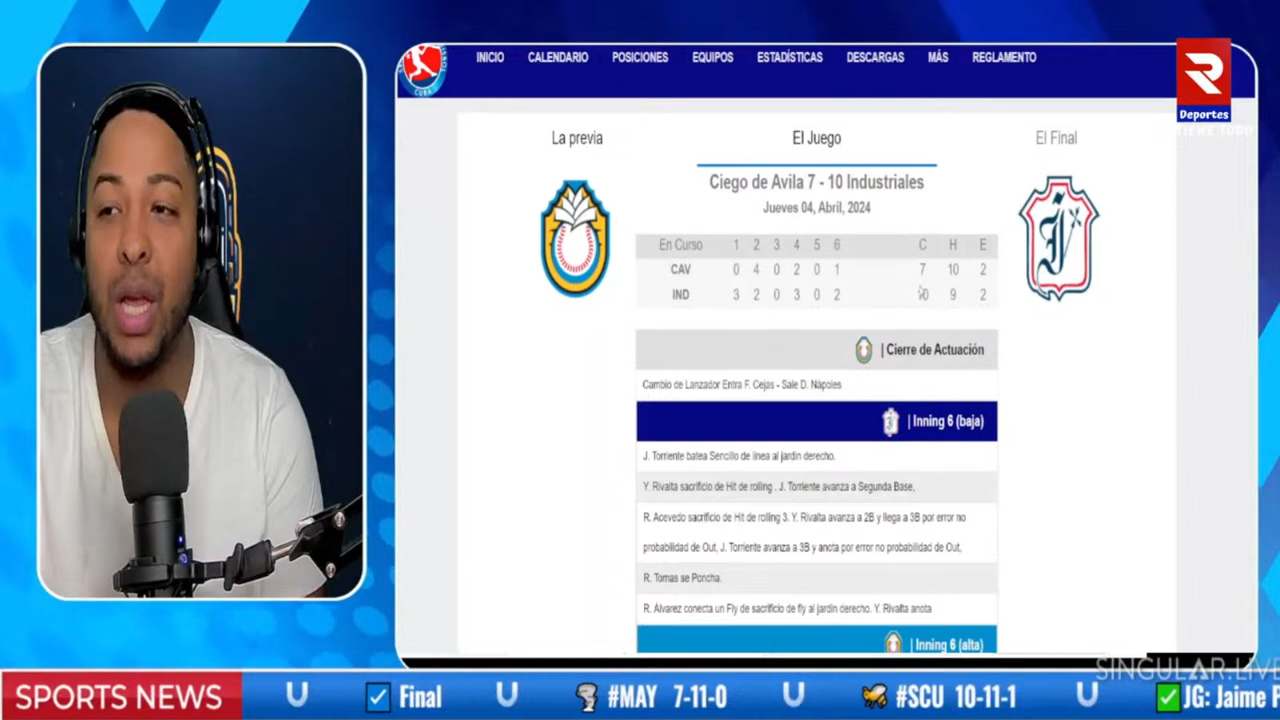 INICIO CALENDARIO POSICIONES EQUIPOS ESTADÍSTICAS DESCARGAS MÁS REGLAMENTO
CUBA
R
Deportes
TIENE TODO
La previa El Juego El Final
Ciego de Avila 7 - 10 Industriales
Jueves 04, Abril, 2024
En Curso 1 2 3 4 5 6 C H E
CAV 0 4 0 2 0 1 7 10 2
IND 3 2 0 3 0 2 10 9 2
| Cierre de Actuación
Cambio de Lanzador Entra F. Cejas - Sale D. Nápoles
| Inning 6 (baja)
J. Torriente batea Sencillo de línea al jardín derecho.
Y. Rivalta sacrificio de Hit de rolling . J. Torriente avanza a Segunda Base,
R. Acevedo sacrificio de Hit de rolling 3. Y. Rivalta avanza a 2B y llega a 3B por error no
probabilidad de Out, J. Torriente avanza a 3B y anota por error no probabilidad de Out,
R. Tomas se Poncha.
R. Álvarez conecta un Fly de sacrificio de fly al jardín derecho. Y. Rivalta anota
| Inning 6 (alta)
SINGULAR.LIVE
SPORTS NEWS Final #MAY 7-11-0 #SCU 10-11-1 JG: Jaime